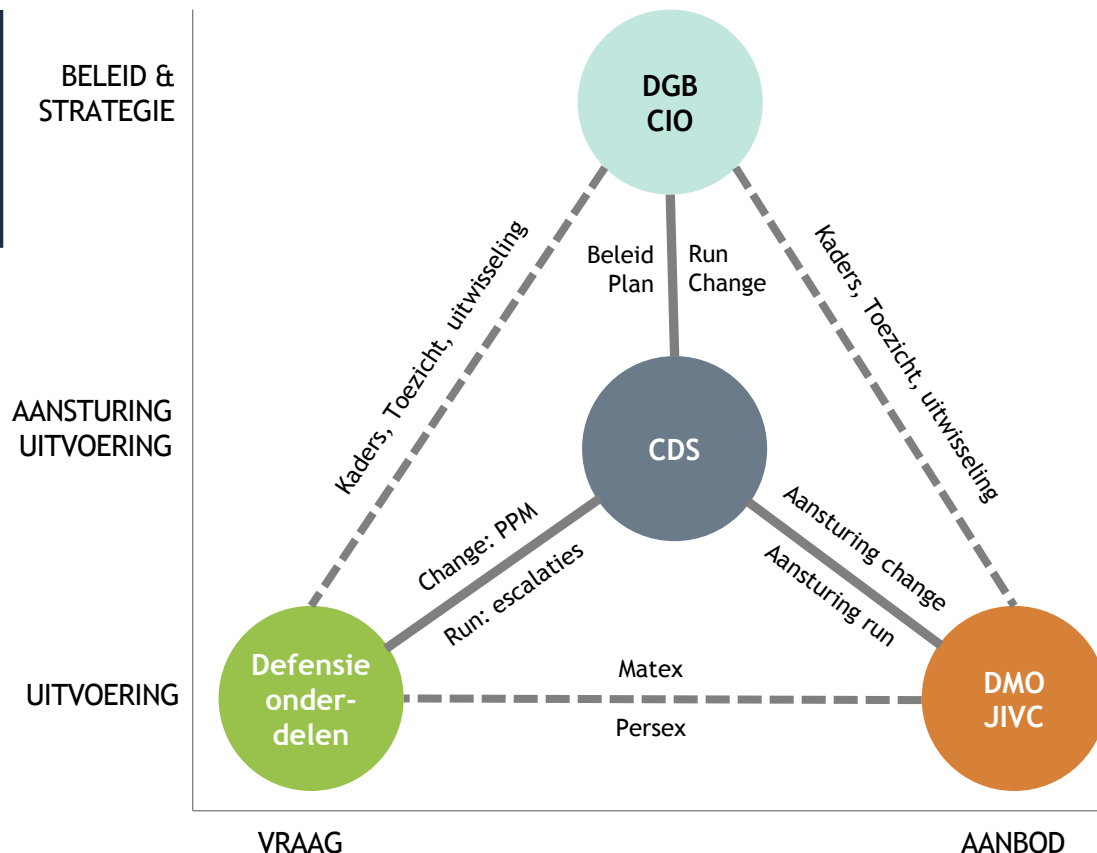 BELEID &
STRATEGIE
DGB
CIO
Kaders, Toezicht, uitwisseling
Beleid
Plan
Run
Change
Kaders, Toezicht, uitwisseling
AANSTURING
UITVOERING
CDS
Change: PPM
Run: escalaties
Aansturing change
Aansturing run
UITVOERING
Defensie
onder-
delen
Matex
Persex
DMO
JIVC
VRAAG
AANBOD